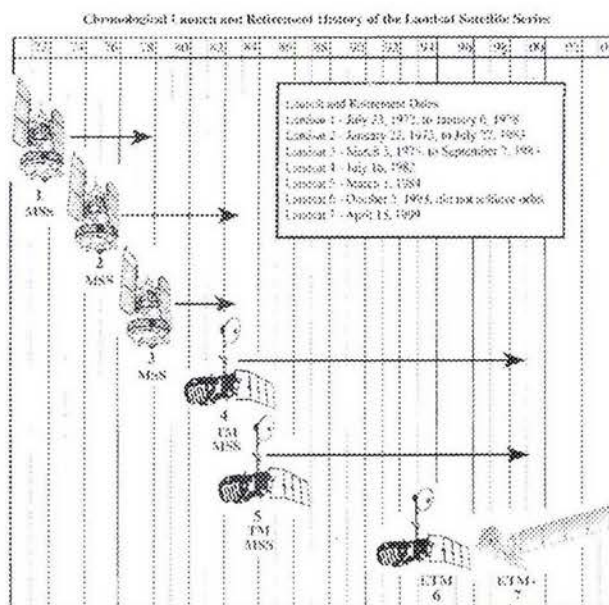 Chronological Launch and Retirement History of the Landsat Satellite Series
72 74 76 78 80 82 84 86 88 90 92 94 96 98 00 02
Launch and Retirement Dates
Landsat 1 - July 23, 1972, to January 6, 1978
Landsat 2 - January 22, 1975, to July 27, 1983
Landsat 3 - March 5, 1978, to September 7, 1983
Landsat 4 - July 16, 1982
Landsat 5 - March 1, 1984
Landsat 6 - October 5, 1993, did not achieve orbit
Landsat 7 - April 15, 1999
1
MSS
2
MSS
3
MSS
4
TM
MSS
5
TM
MSS
ETM
6
ETM+
7